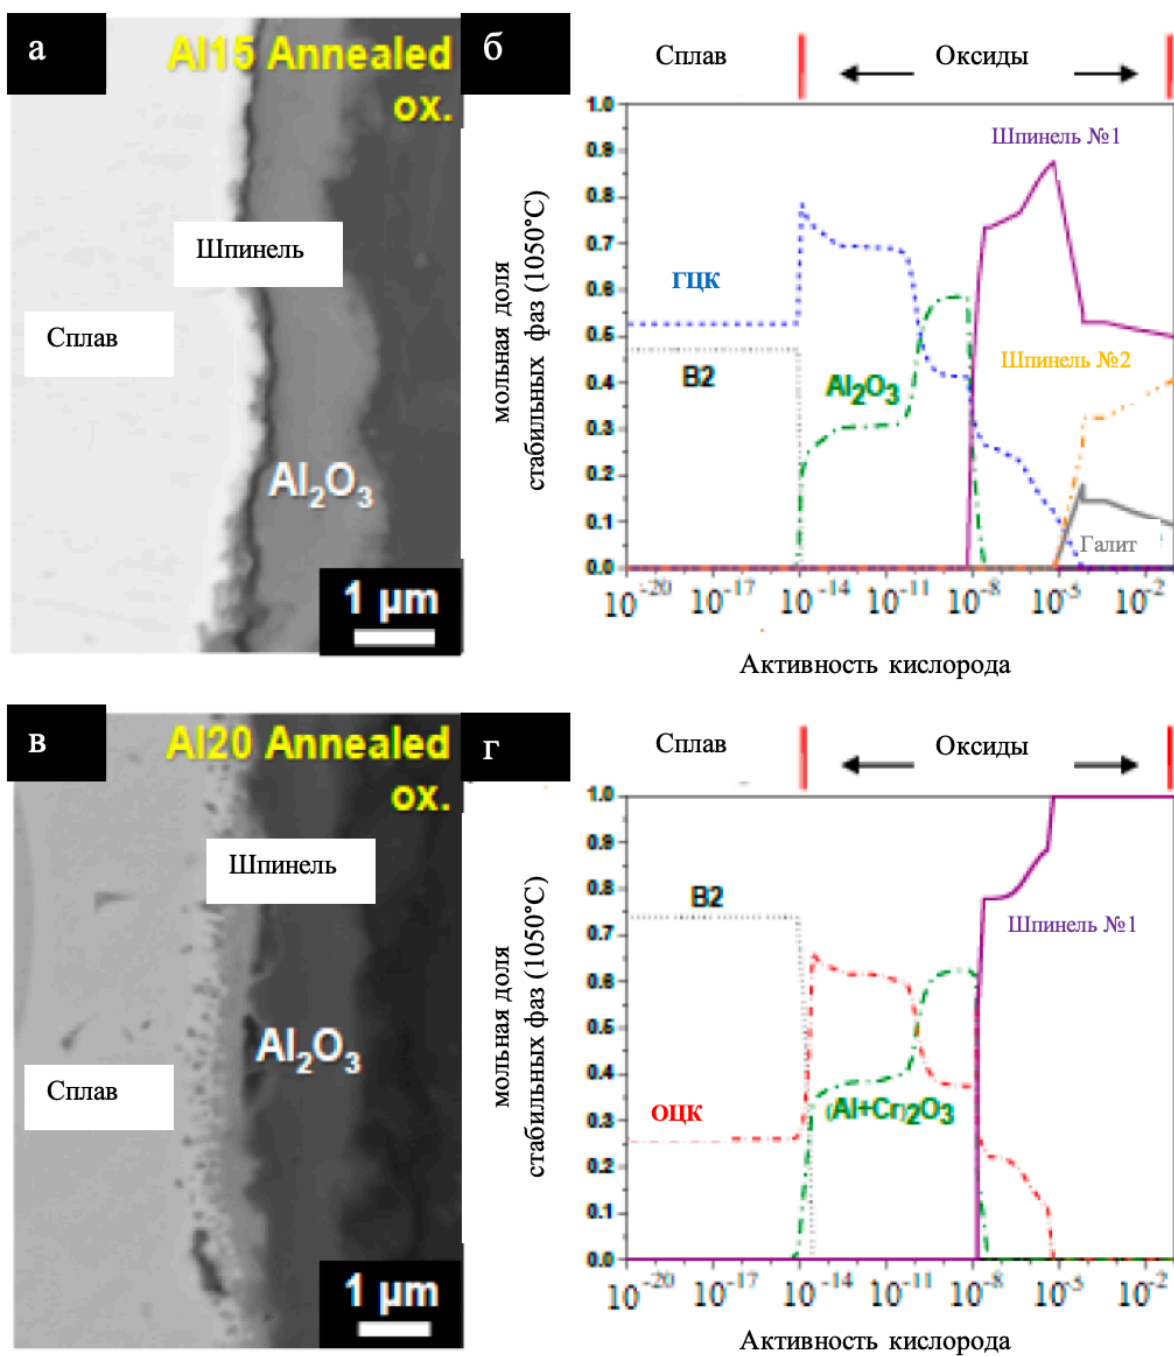 а
Al15 Annealed
ox.
Шпинель
Сплав
Al₂O₃
1 µm
б
Сплав
Оксиды
1.0
0.9
0.8
0.7
0.6
0.5
0.4
0.3
0.2
0.1
0.0
мольная доля
стабильных фаз (1050°C)
Шпинель №1
ГЦК
B2
Al₂O₃
Шпинель №2
Галит
10⁻²⁰ 10⁻¹⁷ 10⁻¹⁴ 10⁻¹¹ 10⁻⁸ 10⁻⁵ 10⁻²
Активность кислорода
в
Al20 Annealed
ox.
Шпинель
Al₂O₃
Сплав
1 µm
г
Сплав
Оксиды
1.0
0.9
0.8
0.7
0.6
0.5
0.4
0.3
0.2
0.1
0.0
мольная доля
стабильных фаз (1050°C)
B2
Шпинель №1
ОЦК
(Al+Cr)2O₃
10⁻²⁰ 10⁻¹⁷ 10⁻¹⁴ 10⁻¹¹ 10⁻⁸ 10⁻⁵ 10⁻²
Активность кислорода